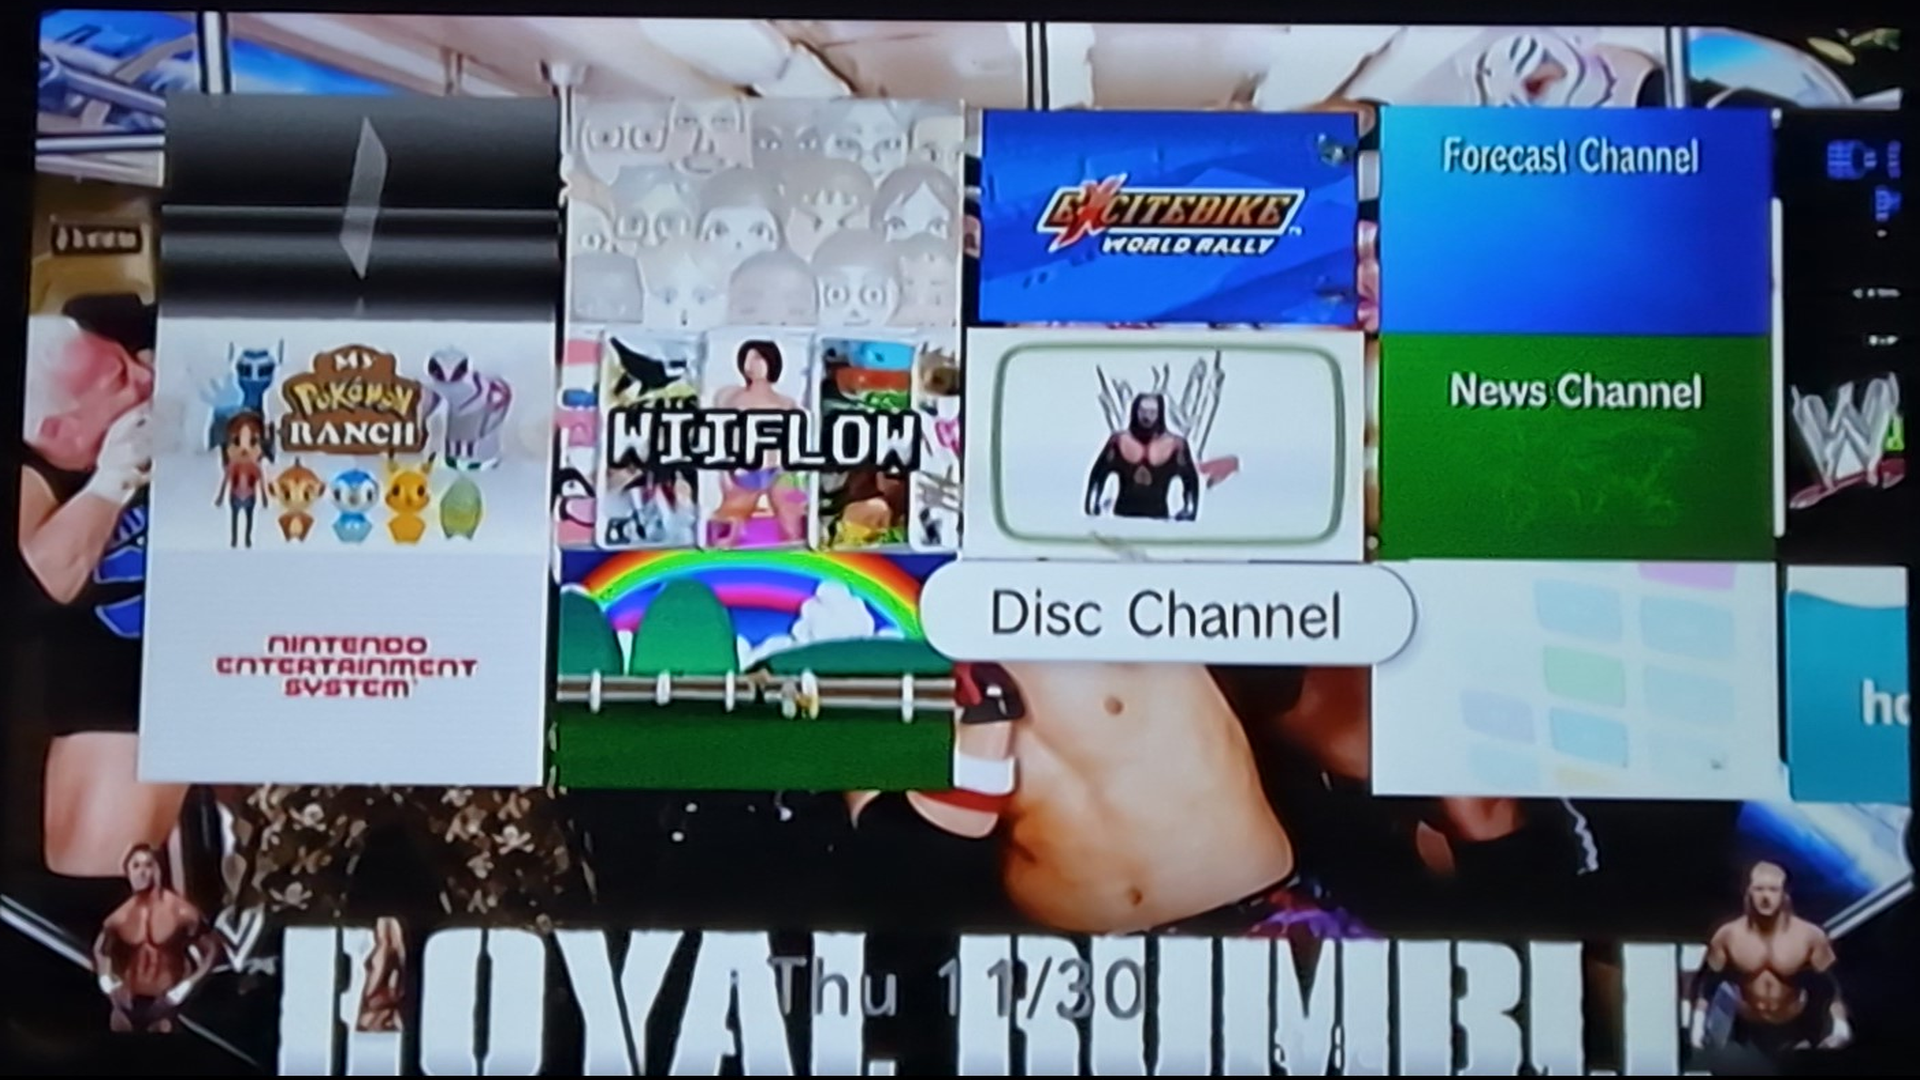 EXCITEBIKE
WORLD RALLY
Forecast Channel
MY
POKéMON
RANCH
WIIFLOW
News Channel
W
NINTENDO
ENTERTAINMENT
SYSTEM
Disc Channel
ho
ROYAL RUMBLE
Thu 11/30